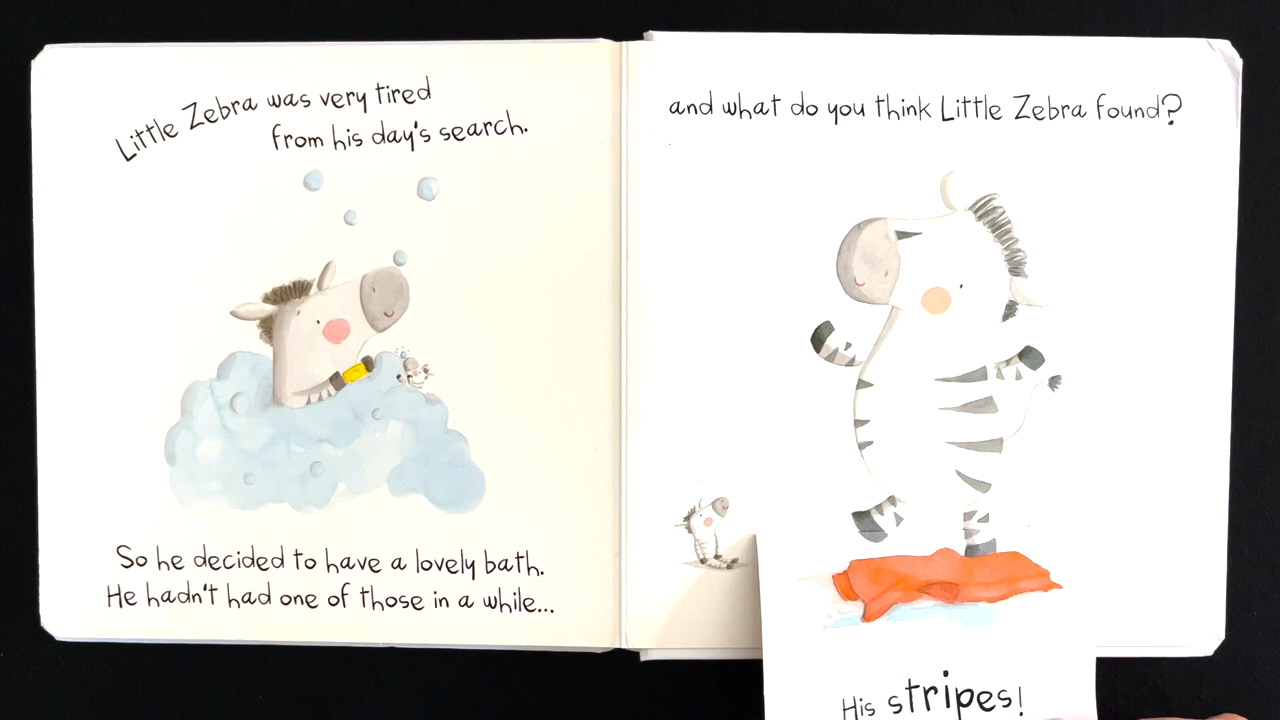 Little Zebra was very tired
from his day's search.
So he decided to have a lovely bath.
He hadn't had one of those in a while...
and what do you think Little Zebra found?
His stripes!